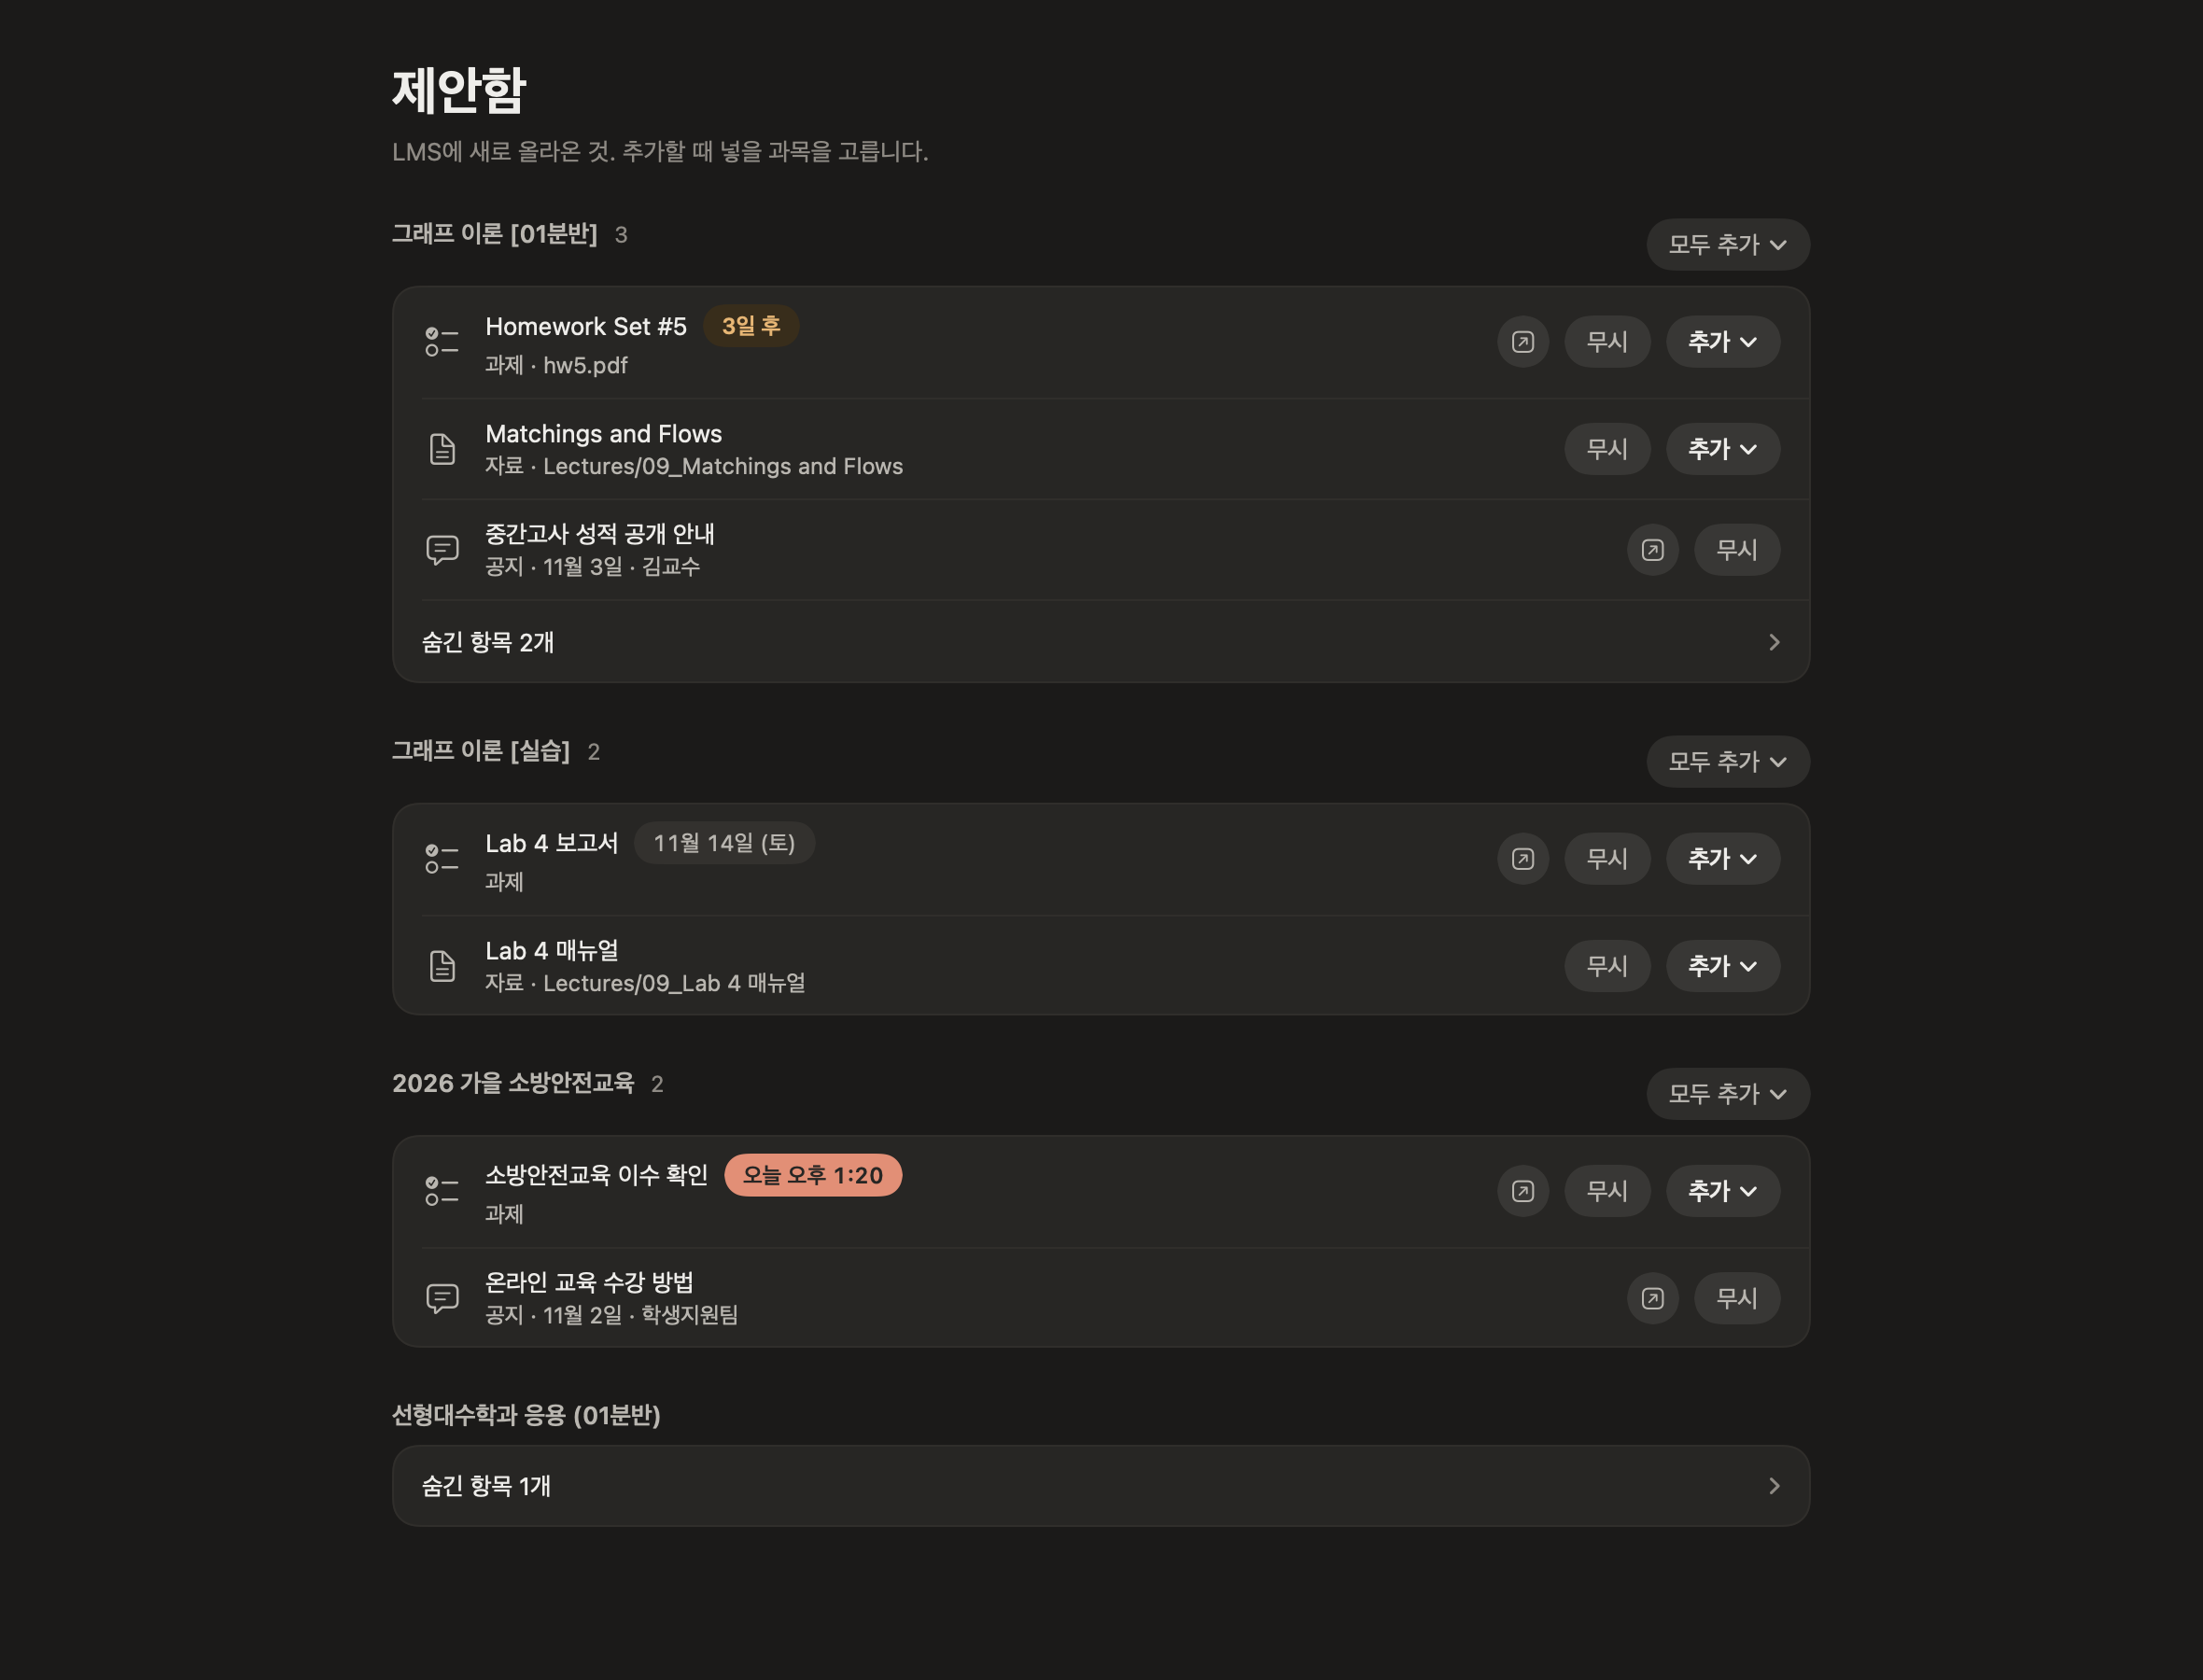 제안함
LMS에 새로 올라온 것. 추가할 때 넣을 과목을 고릅니다.
그래프 이론 [01분반] 3
모두 추가
Homework Set #5 3일 후
과제 · hw5.pdf
무시 추가
Matchings and Flows
자료 · Lectures/09_Matchings and Flows
무시 추가
중간고사 성적 공개 안내
공지 · 11월 3일 · 김교수
무시
숨긴 항목 2개
그래프 이론 [실습] 2
모두 추가
Lab 4 보고서 11월 14일 (토)
과제
무시 추가
Lab 4 매뉴얼
자료 · Lectures/09_Lab 4 매뉴얼
무시 추가
2026 가을 소방안전교육 2
모두 추가
소방안전교육 이수 확인 오늘 오후 1:20
과제
무시 추가
온라인 교육 수강 방법
공지 · 11월 2일 · 학생지원팀
무시
선형대수학과 응용 (01분반)
숨긴 항목 1개